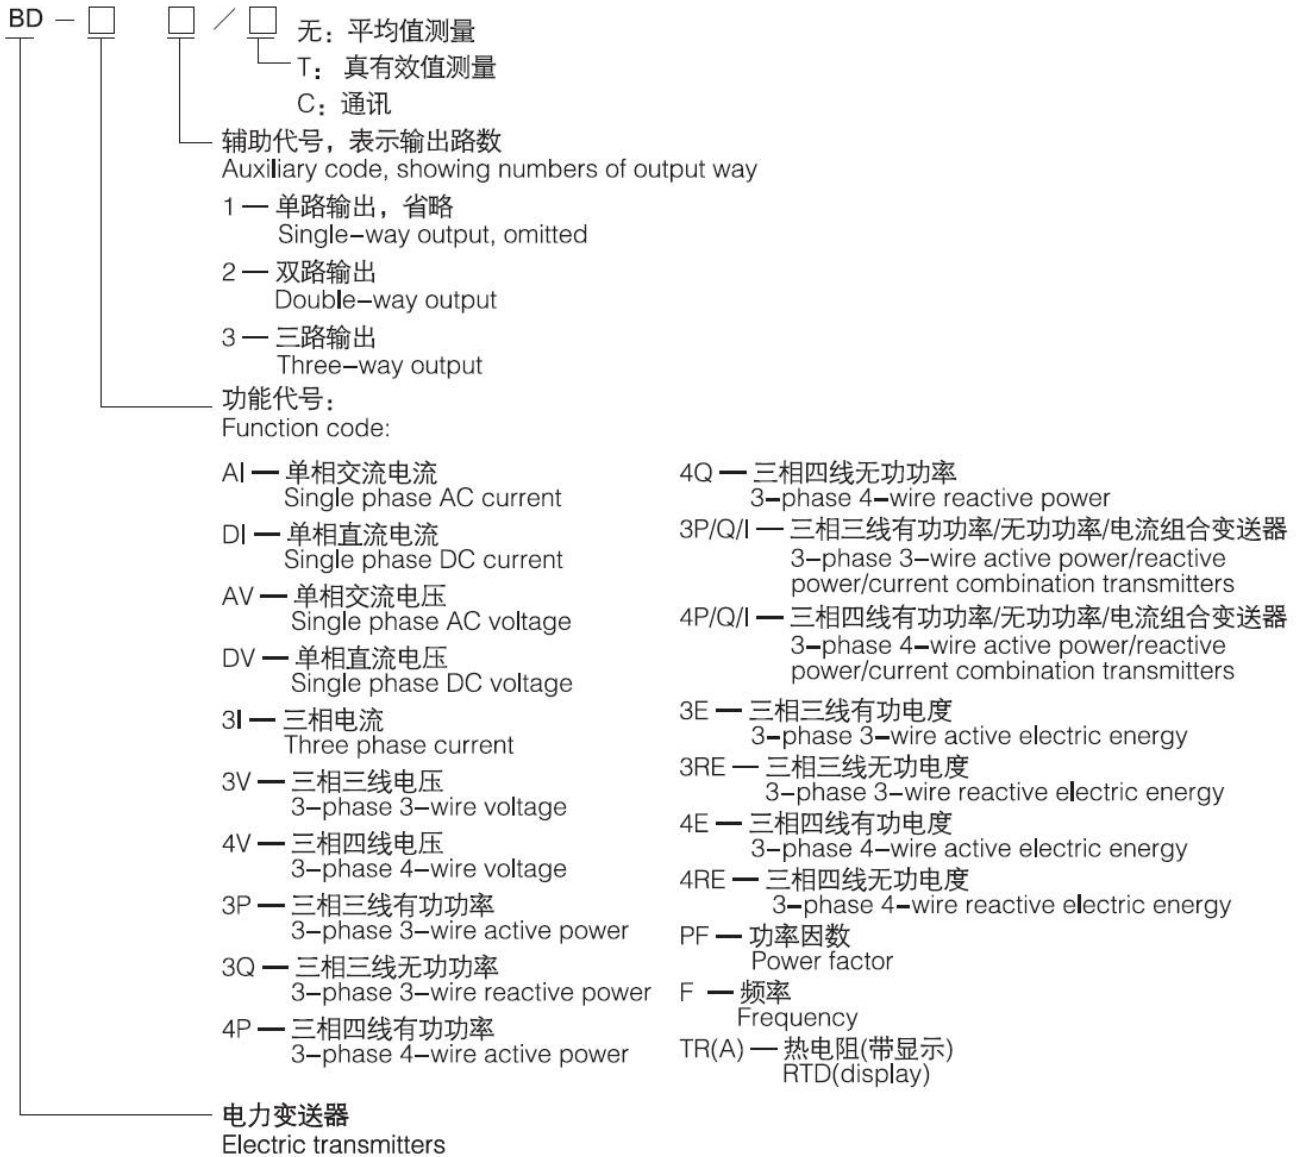 BD – □ □ / □ 无：平均值测量
T：真有效值测量
C：通讯
辅助代号，表示输出路数
Auxiliary code, showing numbers of output way
1 — 单路输出，省略
Single–way output, omitted
2 — 双路输出
Double–way output
3 — 三路输出
Three–way output
功能代号：
Function code:
AI — 单相交流电流
Single phase AC current
DI — 单相直流电流
Single phase DC current
AV — 单相交流电压
Single phase AC voltage
DV — 单相直流电压
Single phase DC voltage
3I — 三相电流
Three phase current
3V — 三相三线电压
3–phase 3–wire voltage
4V — 三相四线电压
3–phase 4–wire voltage
3P — 三相三线有功功率
3–phase 3–wire active power
3Q — 三相三线无功功率
3–phase 3–wire reactive power
4P — 三相四线有功功率
3–phase 4–wire active power
4Q — 三相四线无功功率
3–phase 4–wire reactive power
3P/Q/I — 三相三线有功功率/无功功率/电流组合变送器
3–phase 3–wire active power/reactive
power/current combination transmitters
4P/Q/I — 三相四线有功功率/无功功率/电流组合变送器
3–phase 4–wire active power/reactive
power/current combination transmitters
3E — 三相三线有功电度
3–phase 3–wire active electric energy
3RE — 三相三线无功电度
3–phase 3–wire reactive electric energy
4E — 三相四线有功电度
3–phase 4–wire active electric energy
4RE — 三相四线无功电度
3–phase 4–wire reactive electric energy
PF — 功率因数
Power factor
F — 频率
Frequency
TR(A) — 热电阻(带显示)
RTD(display)
电力变送器
Electric transmitters